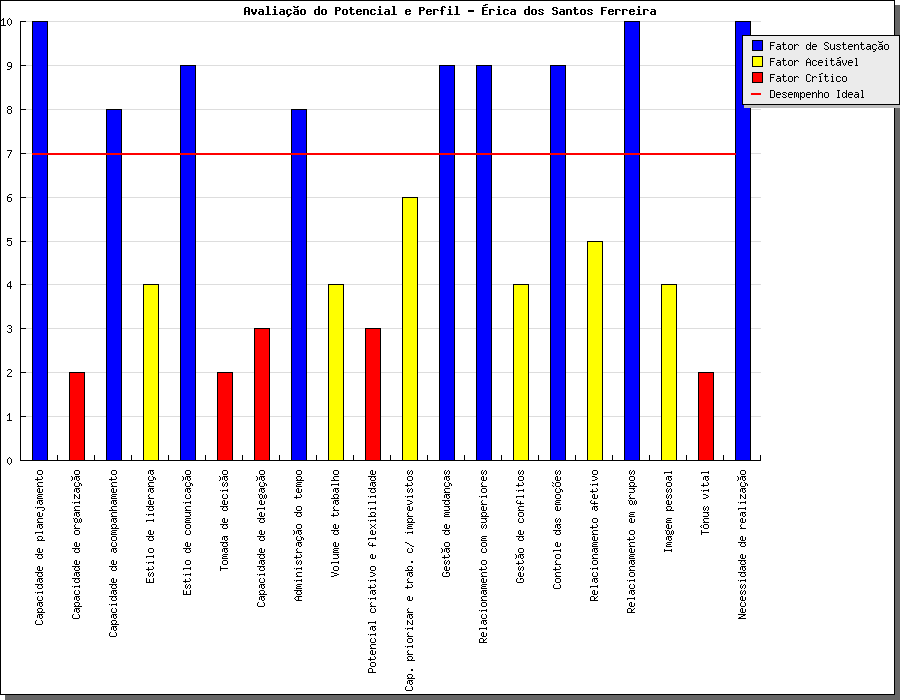 Avaliação do Potencial e Perfil - Érica dos Santos Ferreira
Fator de Sustentação
Fator Aceitável
Fator Crítico
Desempenho Ideal
10
9
8
7
6
5
4
3
2
1
0
Capacidade de planejamento
Capacidade de organização
Capacidade de acompanhamento
Estilo de liderança
Estilo de comunicação
Tomada de decisão
Capacidade de delegação
Administração do tempo
Volume de trabalho
Potencial criativo e flexibilidade
Cap. priorizar e trab. c/ imprevistos
Gestão de mudanças
Relacionamento com superiores
Gestão de conflitos
Controle das emoções
Relacionamento afetivo
Relacionamento em grupos
Imagem pessoal
Tônus vital
Necessidade de realização